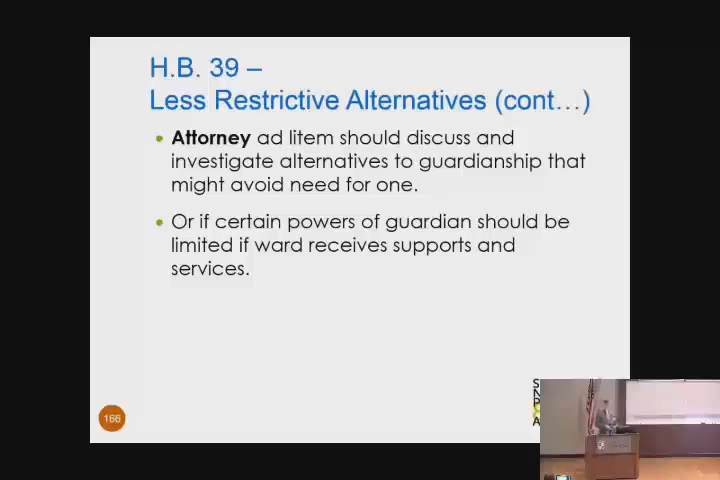 H.B. 39 –
Less Restrictive Alternatives (cont…)
• Attorney ad litem should discuss and
investigate alternatives to guardianship that
might avoid need for one.
• Or if certain powers of guardian should be
limited if ward receives supports and
services.
166
S
N
P
A